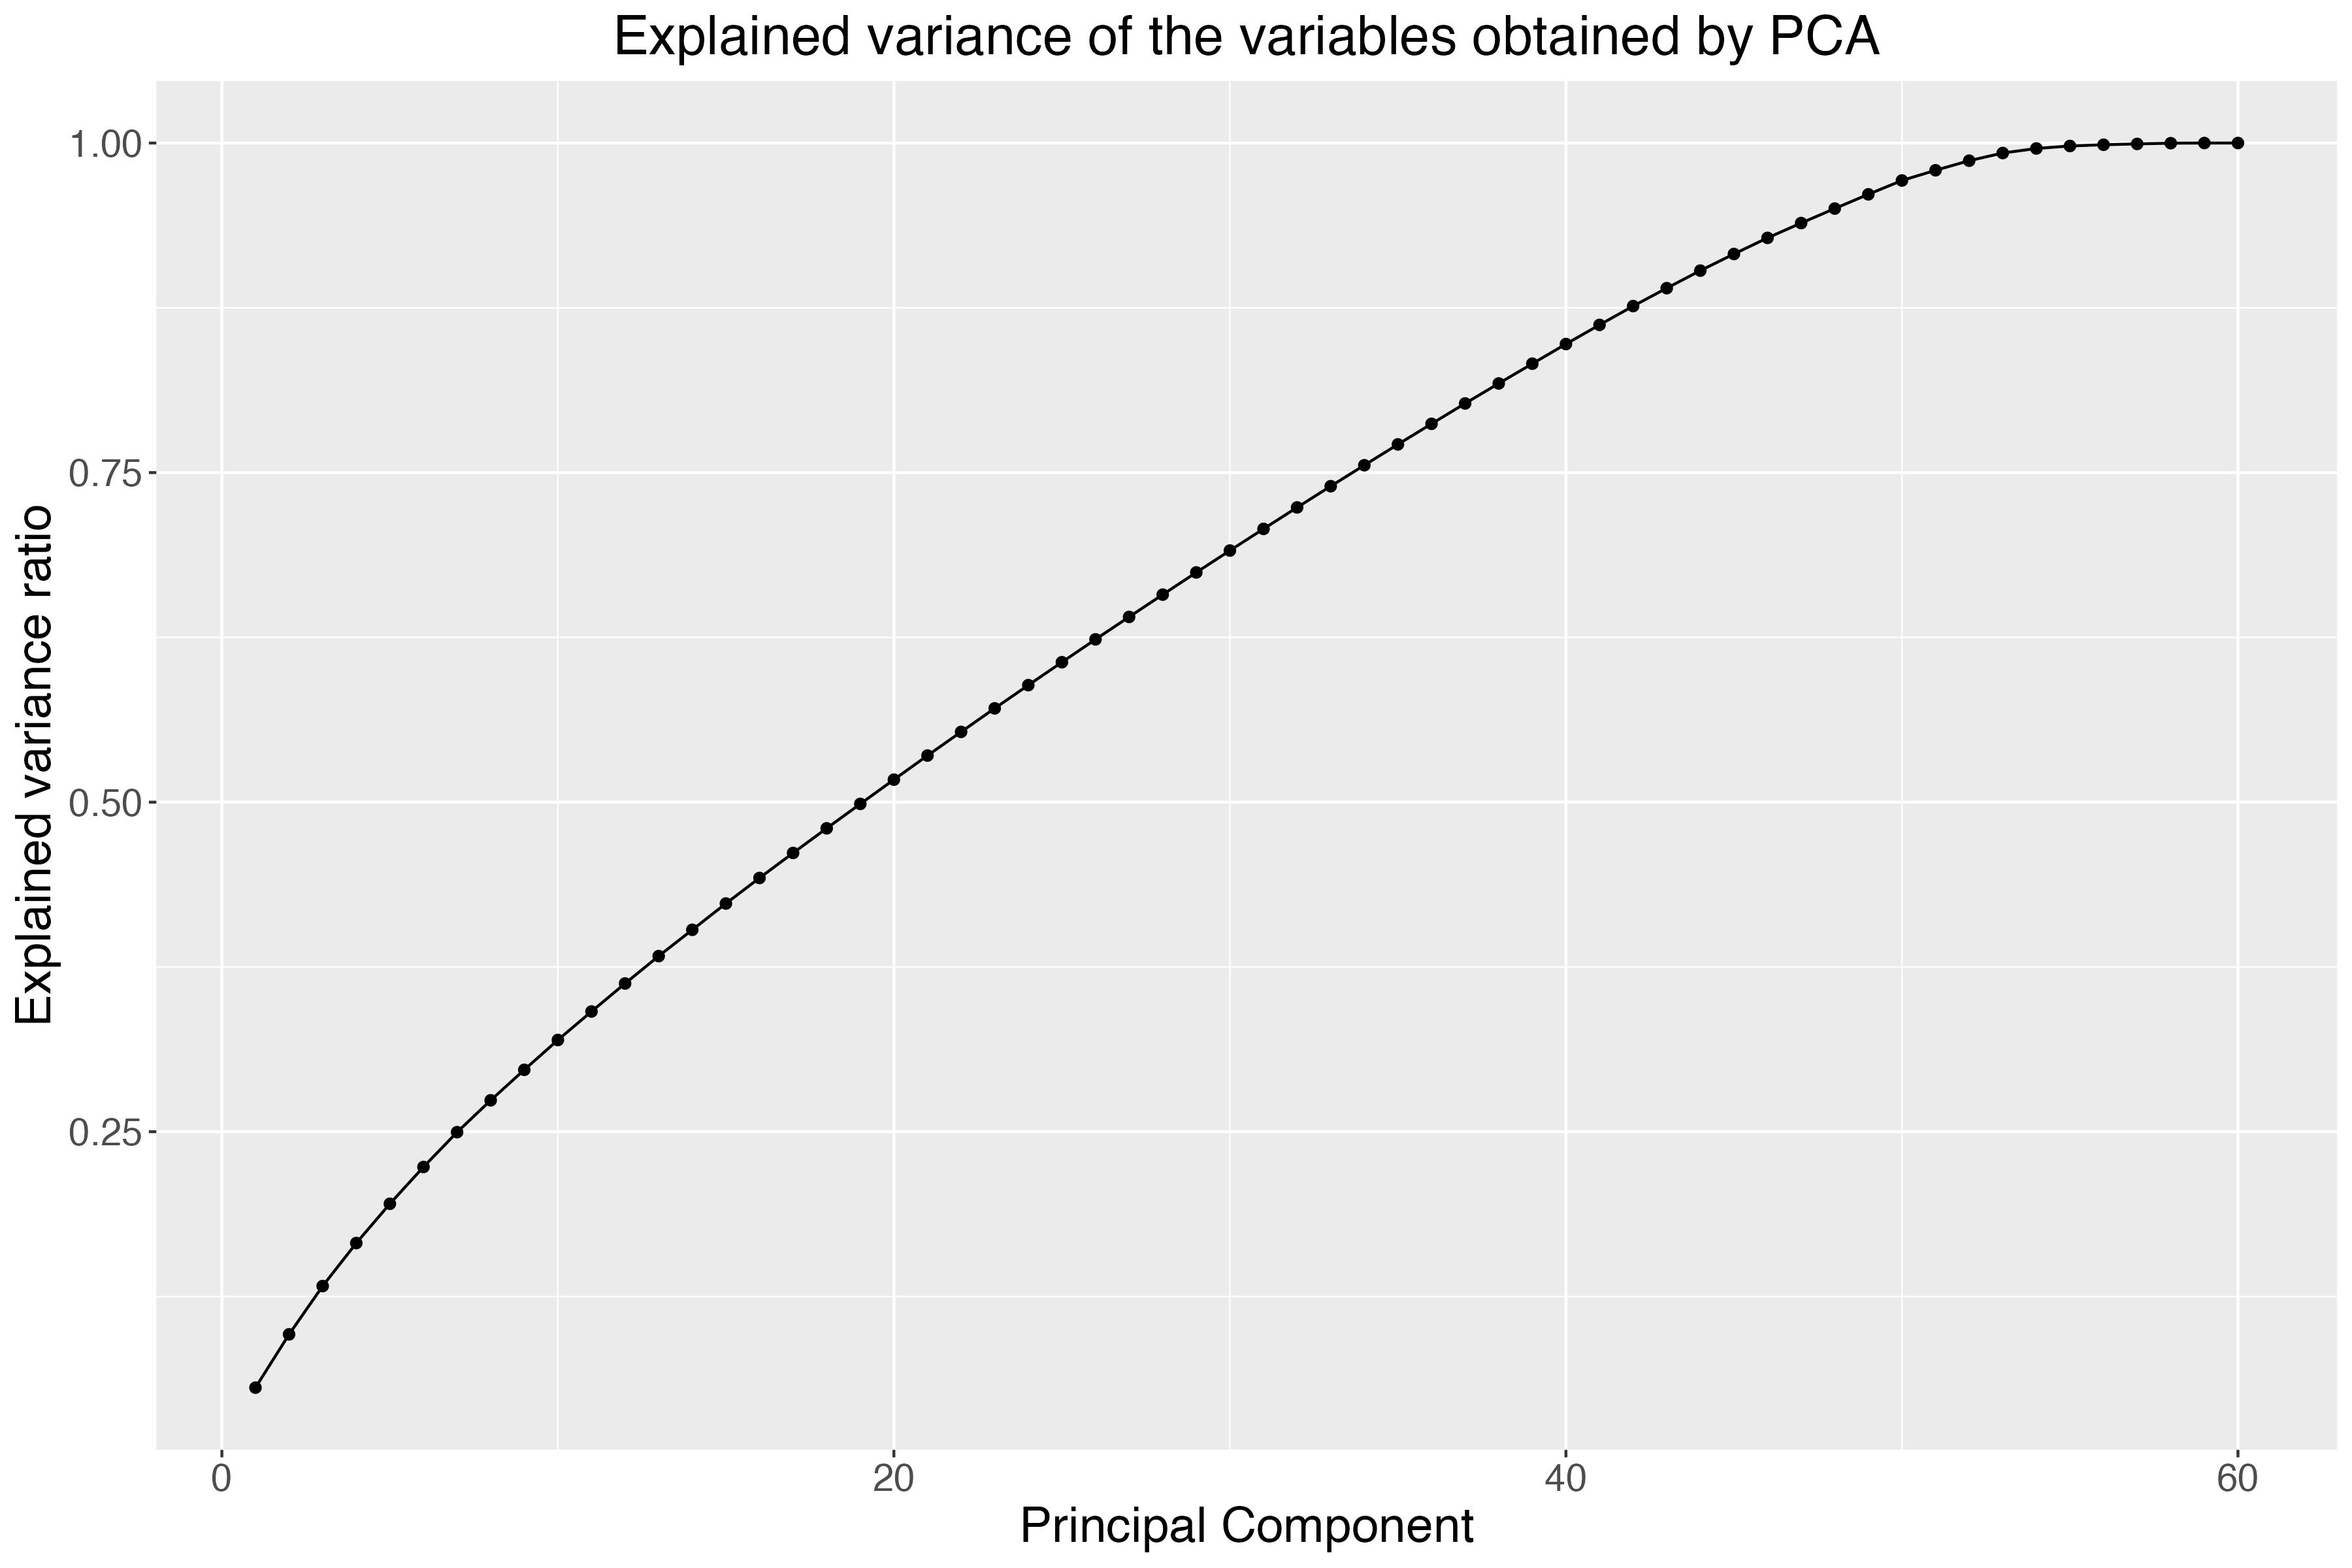 Explained variance of the variables obtained by PCA
Explained variance ratio
1.00
0.75
0.50
0.25
0 20 40 60
Principal Component